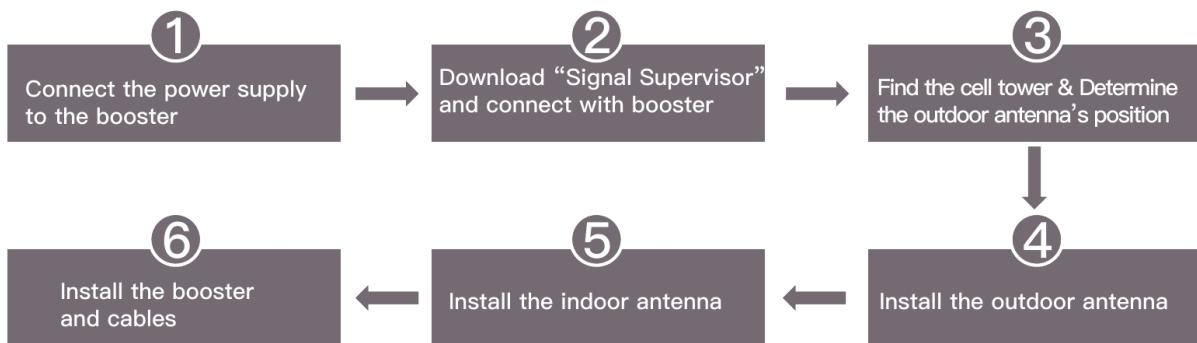 1
Connect the power supply
to the booster
2
Download “Signal Supervisor”
and connect with booster
3
Find the cell tower & Determine
the outdoor antenna’s position
4
Install the outdoor antenna
5
Install the indoor antenna
6
Install the booster
and cables